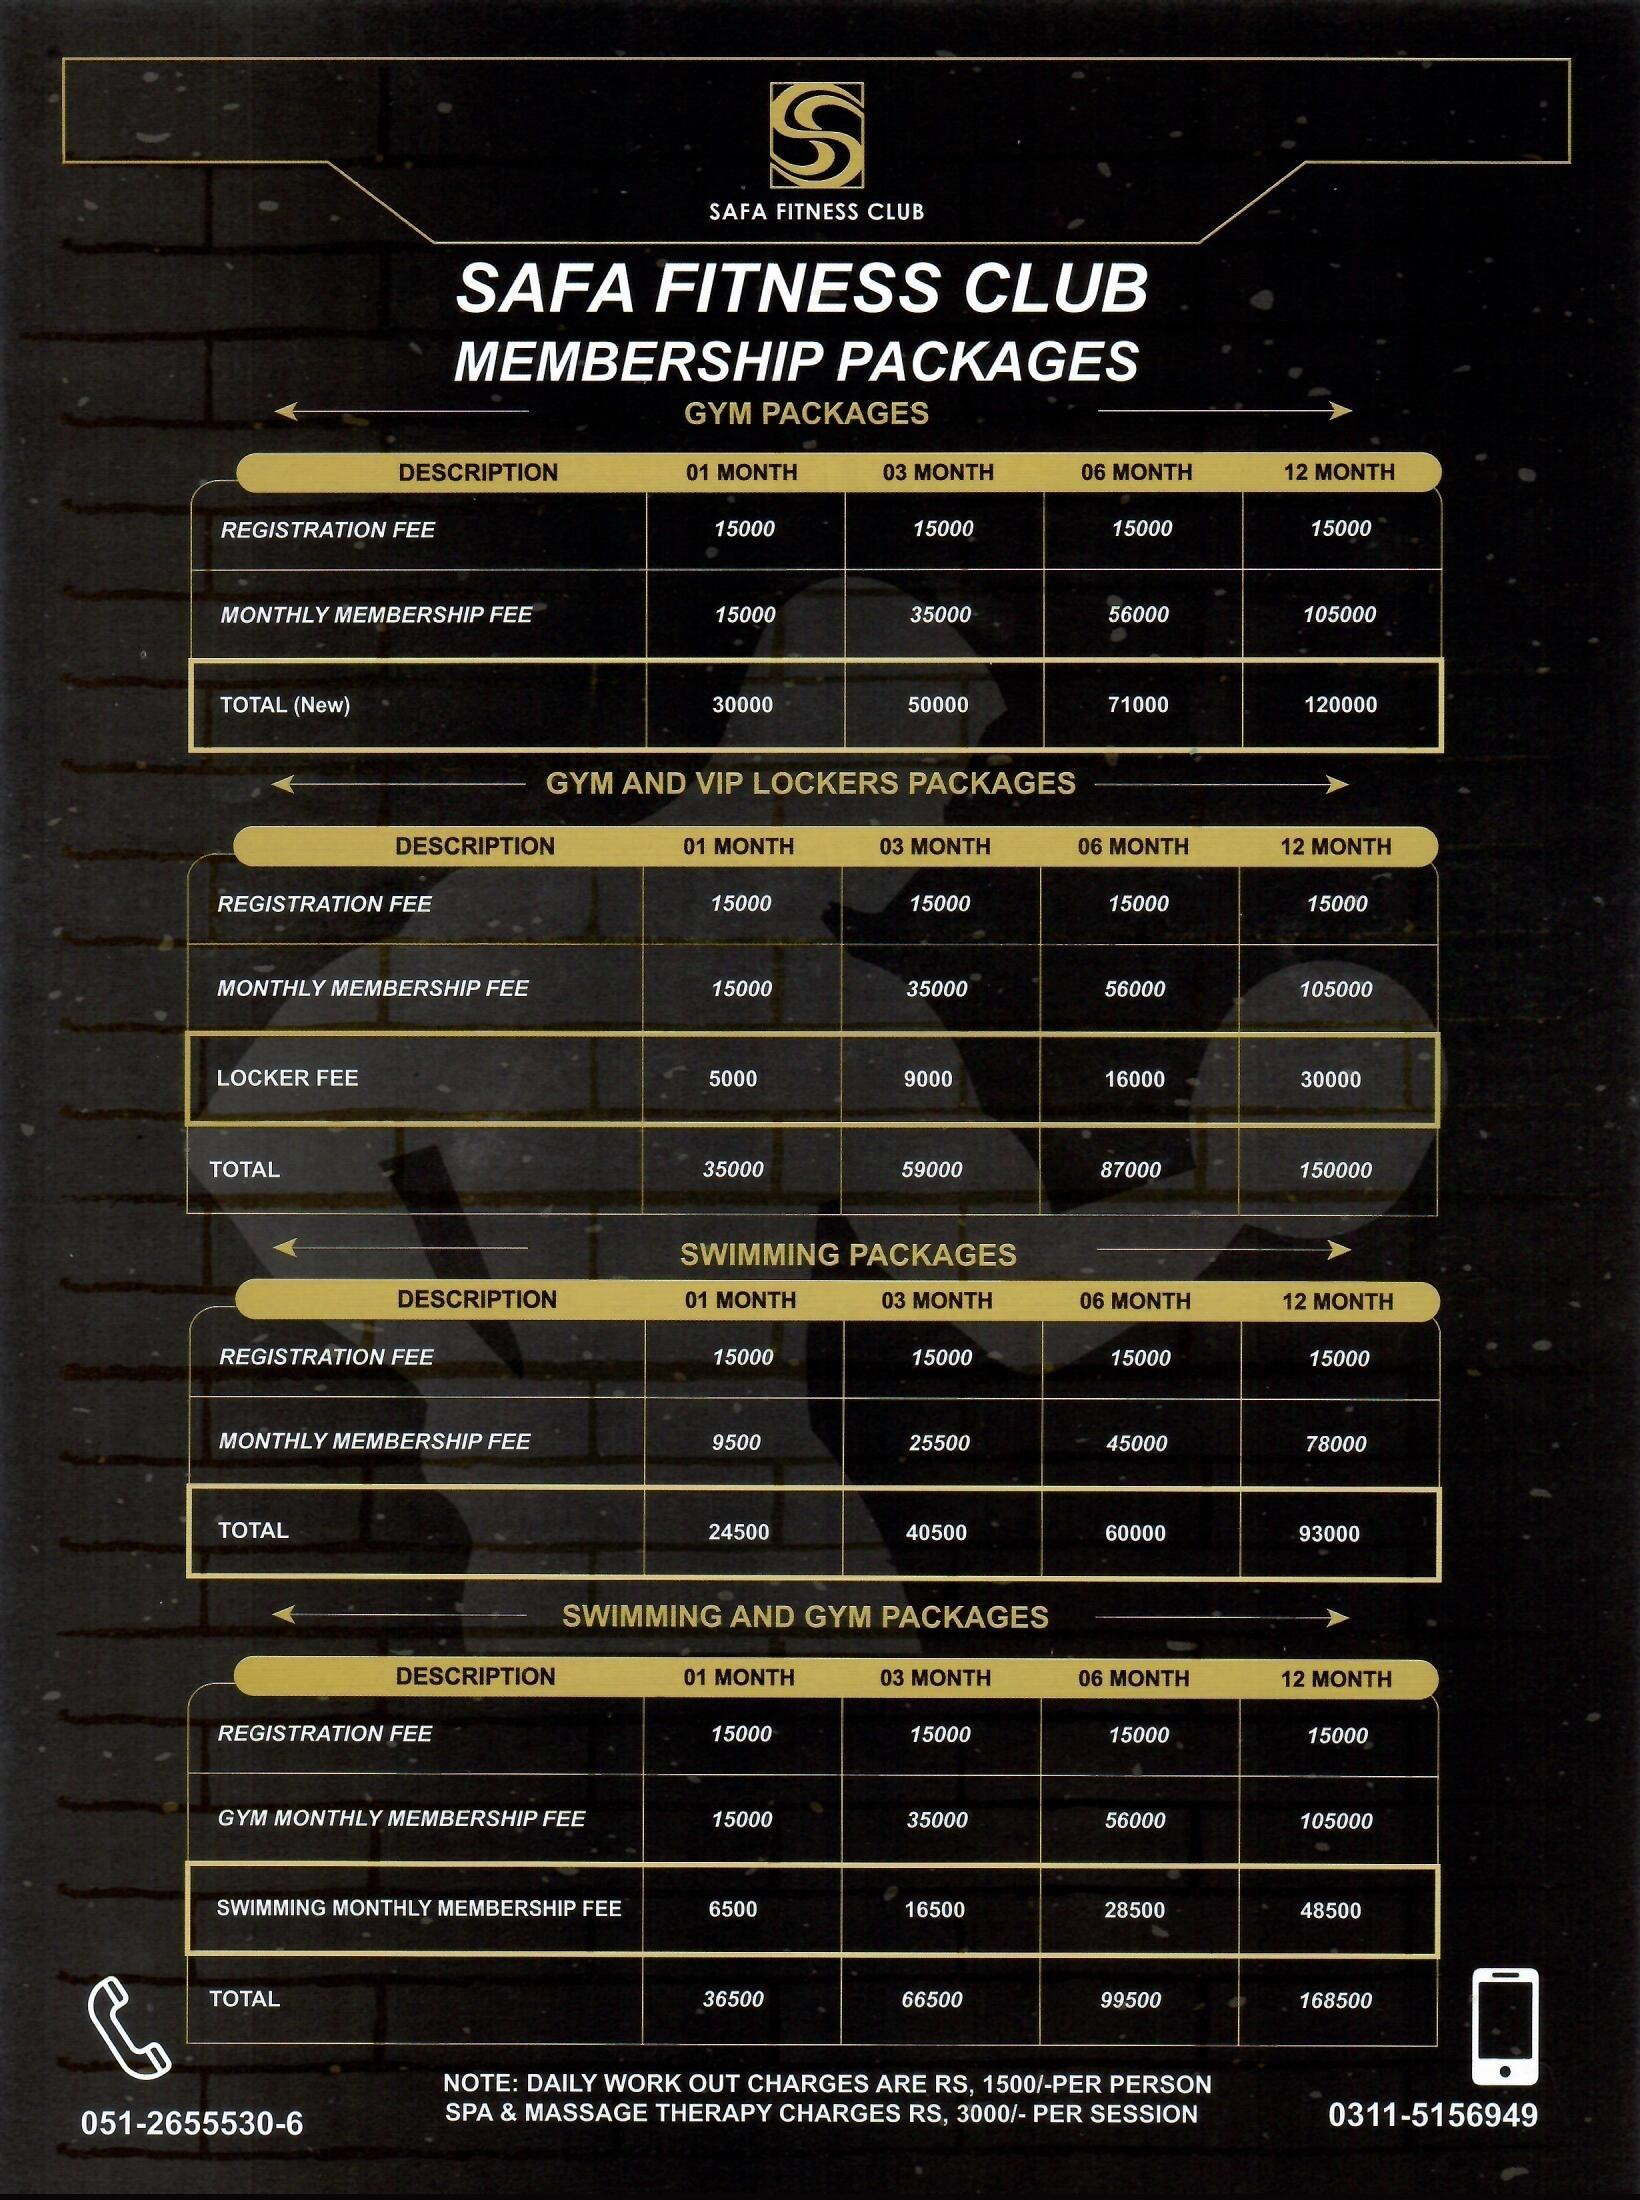 SAFA FITNESS CLUB
SAFA FITNESS CLUB
MEMBERSHIP PACKAGES
GYM PACKAGES
DESCRIPTION 01 MONTH 03 MONTH 06 MONTH 12 MONTH
REGISTRATION FEE 15000 15000 15000 15000
MONTHLY MEMBERSHIP FEE 15000 35000 56000 105000
TOTAL (New) 30000 50000 71000 120000
GYM AND VIP LOCKERS PACKAGES
DESCRIPTION 01 MONTH 03 MONTH 06 MONTH 12 MONTH
REGISTRATION FEE 15000 15000 15000 15000
MONTHLY MEMBERSHIP FEE 15000 35000 56000 105000
LOCKER FEE 5000 9000 16000 30000
TOTAL 35000 59000 87000 150000
SWIMMING PACKAGES
DESCRIPTION 01 MONTH 03 MONTH 06 MONTH 12 MONTH
REGISTRATION FEE 15000 15000 15000 15000
MONTHLY MEMBERSHIP FEE 9500 25500 45000 78000
TOTAL 24500 40500 60000 93000
SWIMMING AND GYM PACKAGES
DESCRIPTION 01 MONTH 03 MONTH 06 MONTH 12 MONTH
REGISTRATION FEE 15000 15000 15000 15000
GYM MONTHLY MEMBERSHIP FEE 15000 35000 56000 105000
SWIMMING MONTHLY MEMBERSHIP FEE 6500 16500 28500 48500
TOTAL 36500 66500 99500 168500
NOTE: DAILY WORK OUT CHARGES ARE RS, 1500/-PER PERSON
SPA & MASSAGE THERAPY CHARGES RS, 3000/- PER SESSION
051-2655530-6
0311-5156949